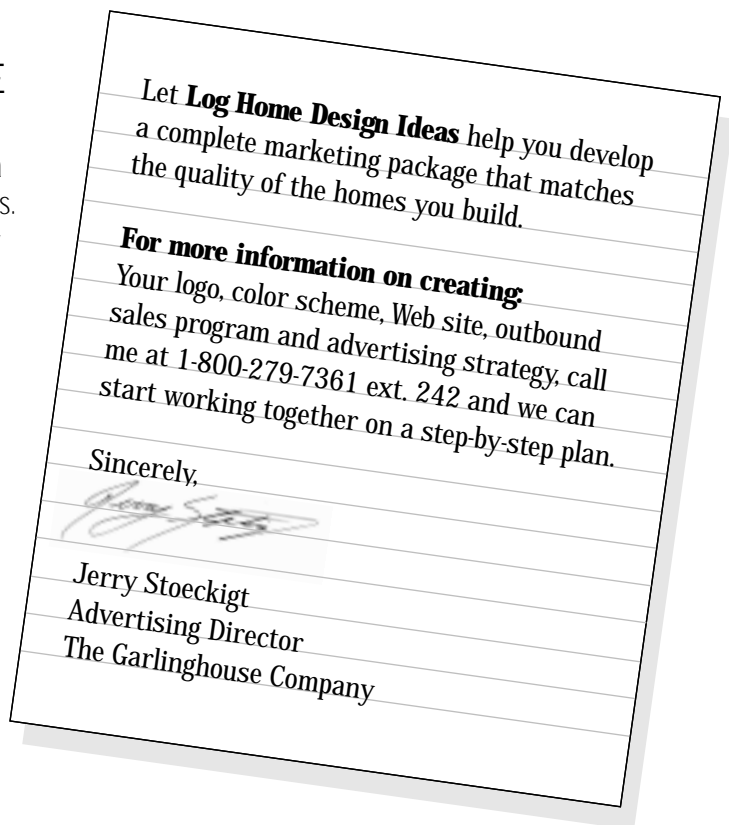 Let Log Home Design Ideas help you develop
a complete marketing package that matches
the quality of the homes you build.
For more information on creating:
Your logo, color scheme, Web site, outbound
sales program and advertising strategy, call
me at 1-800-279-7361 ext. 242 and we can
start working together on a step-by-step plan.
Sincerely,
Jerry Stoeckigt
Advertising Director
The Garlinghouse Company